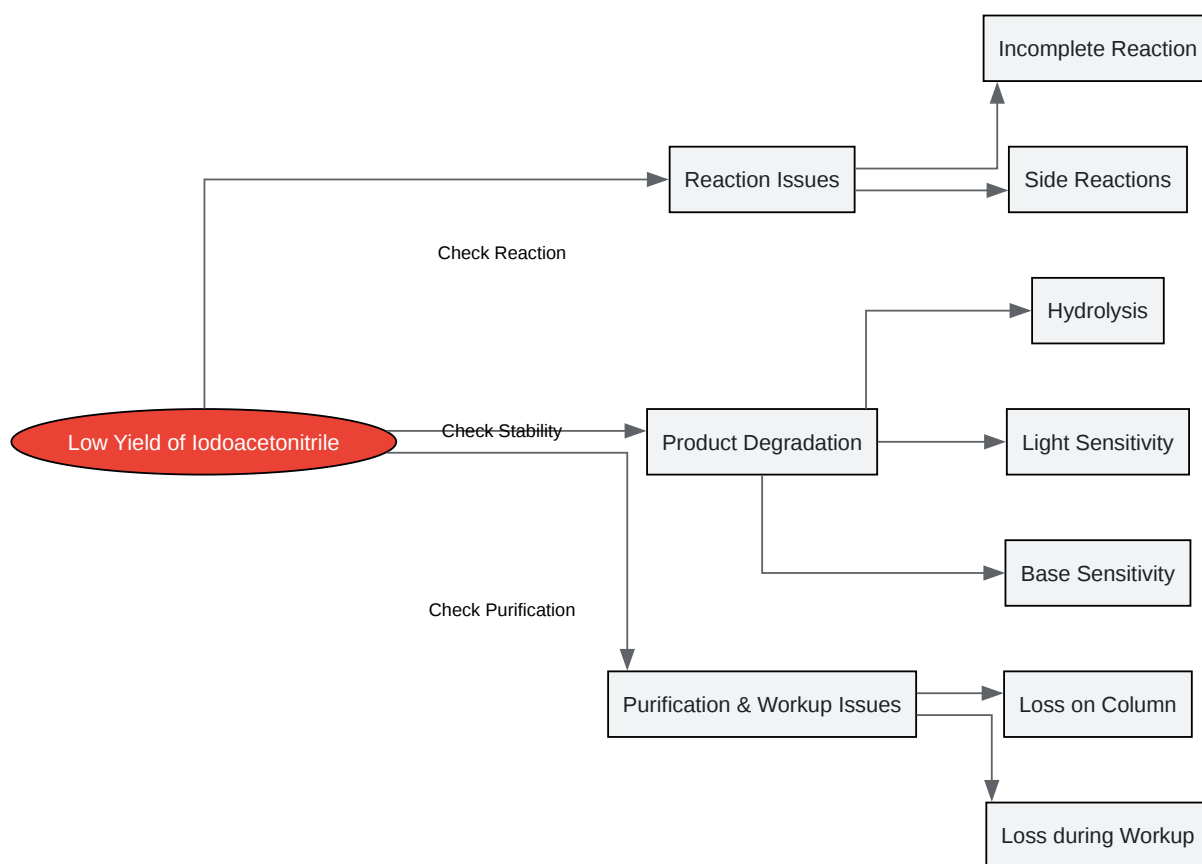 Incomplete Reaction
Reaction Issues
Side Reactions
Check Reaction
Hydrolysis
Low Yield of Iodoacetonitrile
Check Stability
Product Degradation
Light Sensitivity
Base Sensitivity
Check Purification
Purification & Workup Issues
Loss on Column
Loss during Workup